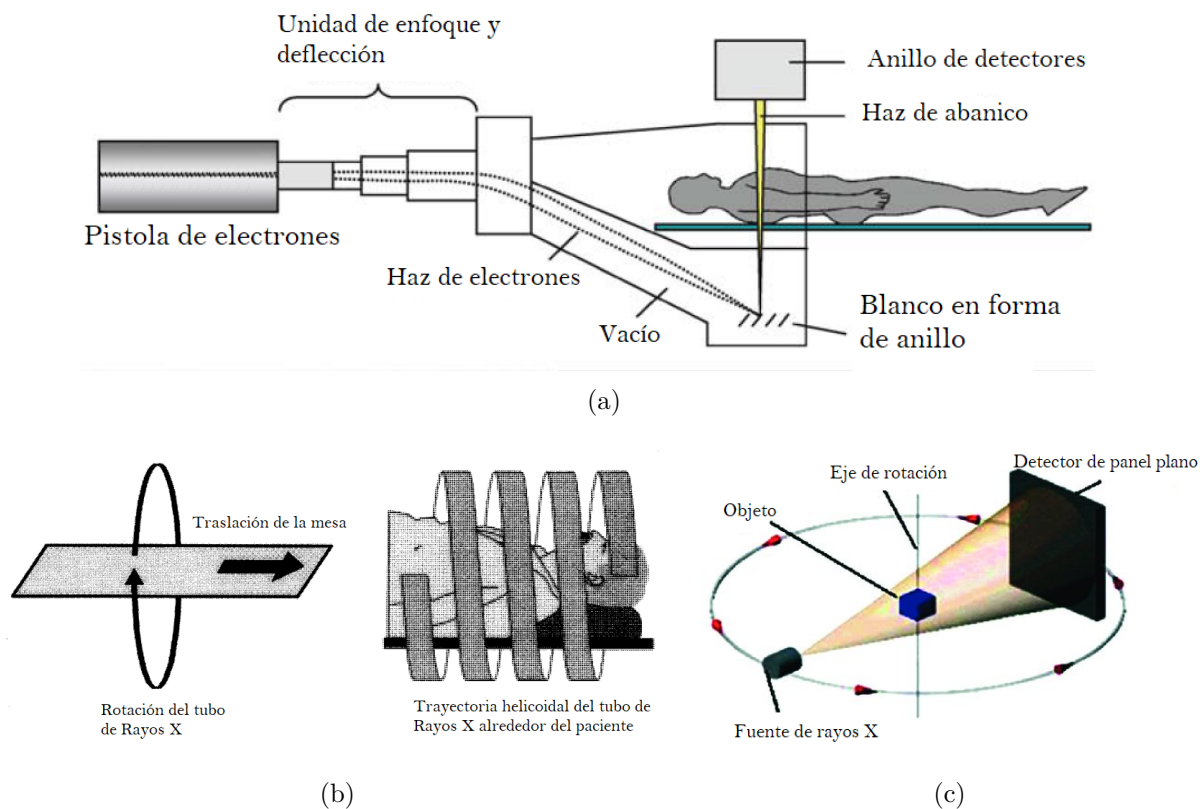 Unidad de enfoque y
deflección
Anillo de detectores
Haz de abanico
Pistola de electrones
Haz de electrones
Vacío
Blanco en forma
de anillo
(a)
Traslación de la mesa
Rotación del tubo
de Rayos X
Trayectoria helicoidal del tubo de
Rayos X alrededor del paciente
(b)
Eje de rotación
Detector de panel plano
Objeto
Fuente de rayos X
(c)